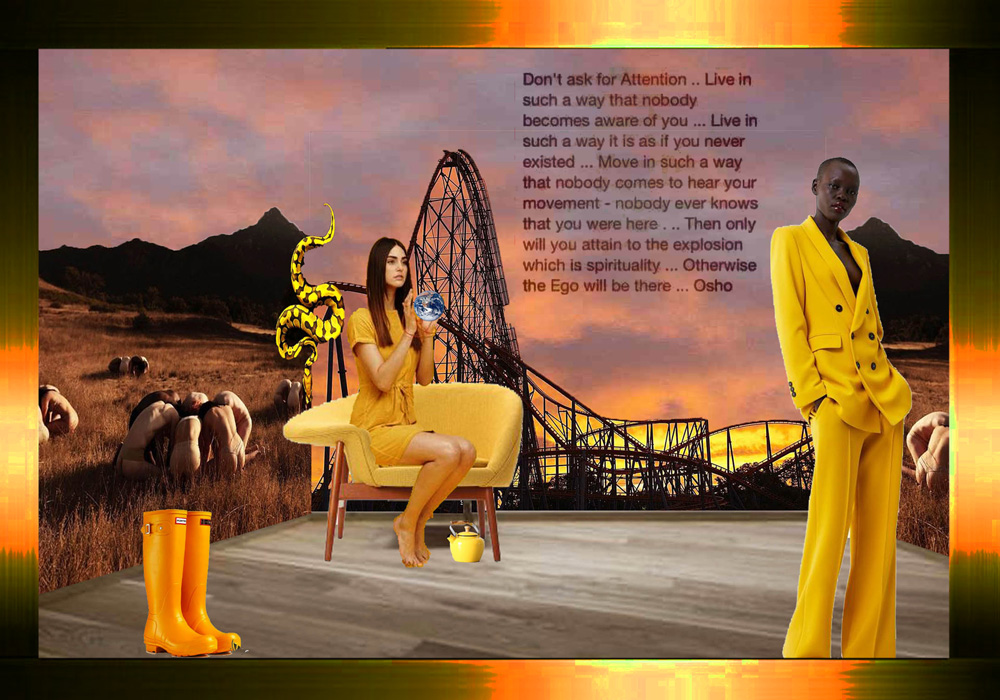 Don't ask for Attention .. Live in
such a way that nobody
becomes aware of you ... Live in
such a way it is as if you never
existed ... Move in such a way
that nobody comes to hear your
movement - nobody ever knows
that you were here . .. Then only
will you attain to the explosion
which is spirituality ... Otherwise
the Ego will be there ... Osho